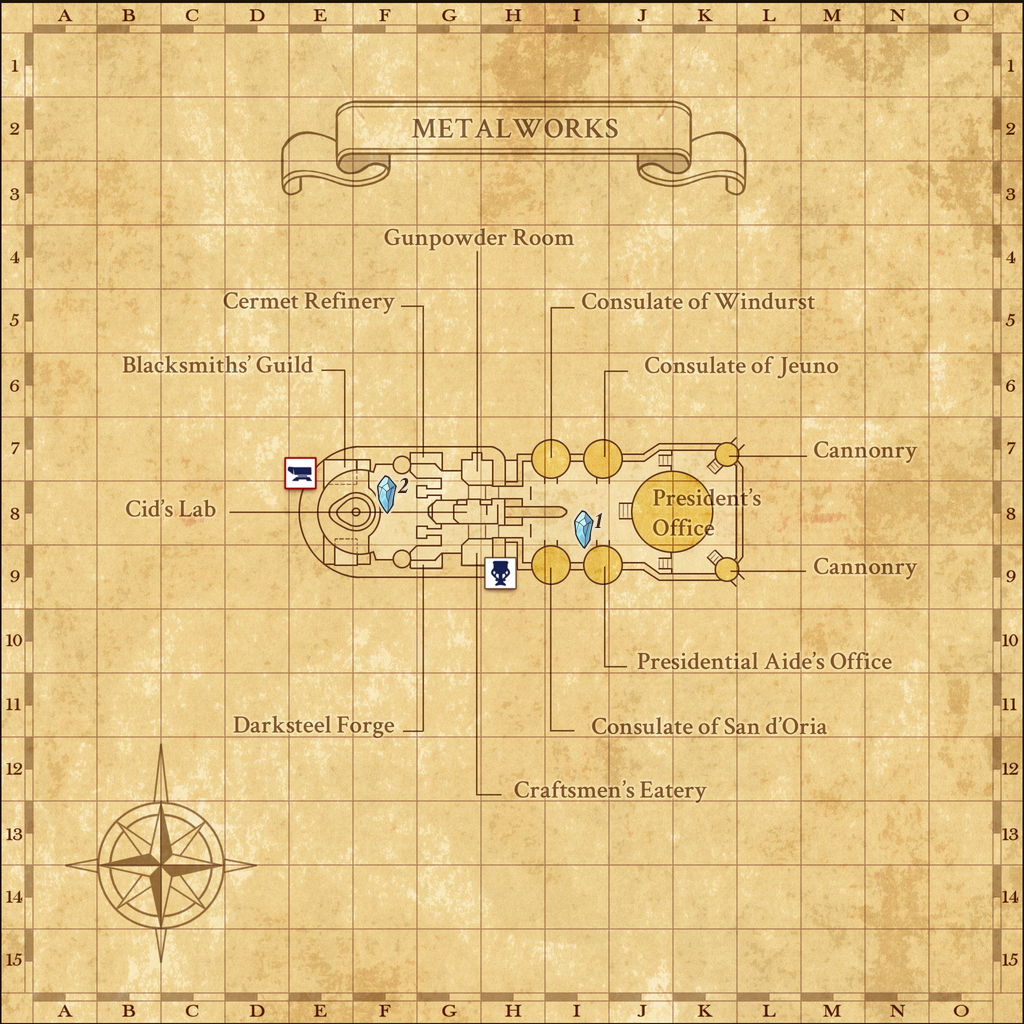 A B C D E F G H I J K L M N O
1 1
2 METALWORKS 2
3 3
Gunpowder Room
4 4
Cermet Refinery Consulate of Windurst
5 5
Blacksmiths' Guild Consulate of Jeuno
6 6
7 Cannonry 7
2 President's
Cid's Lab
8 1 Office 8
9 Cannonry 9
10 10
Presidential Aide's Office
11 11
Darksteel Forge Consulate of San d'Oria
12 12
Craftsmen's Eatery
13 13
14 14
15 15
A B C D E F G H I J K L M N O